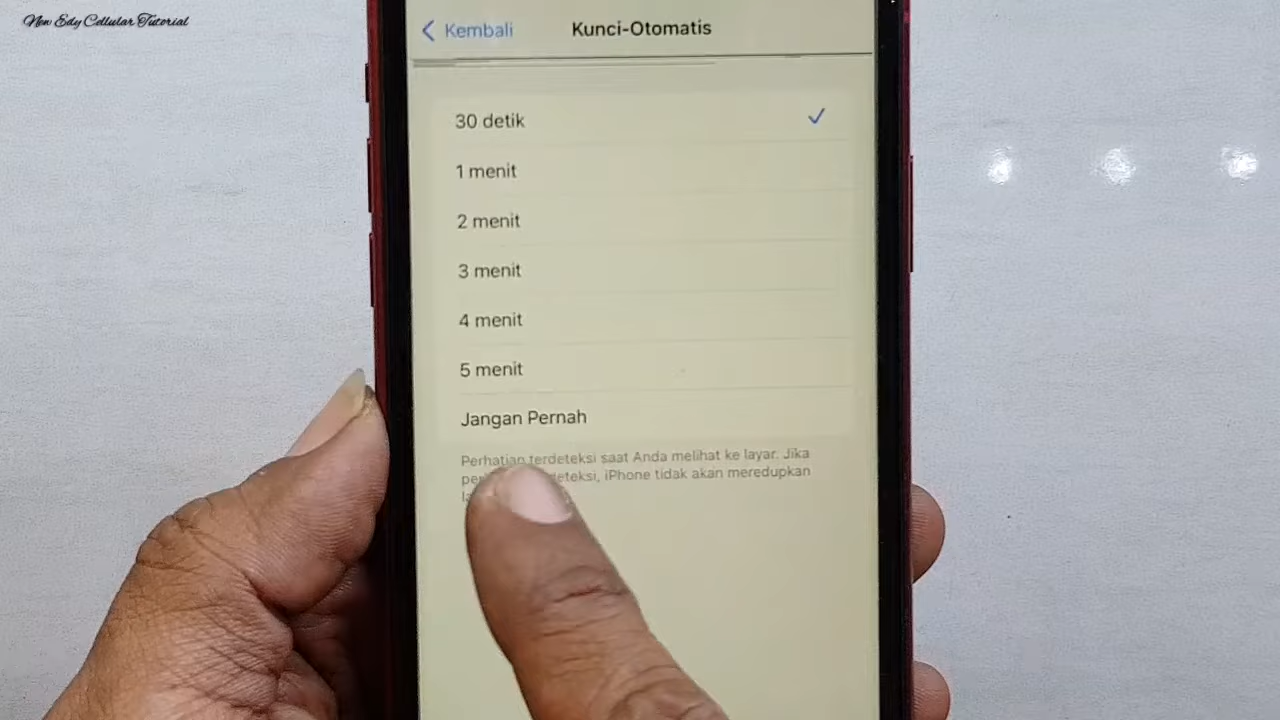 New Edy Cellular Tutorial
Kembali
Kunci-Otomatis
30 detik
1 menit
2 menit
3 menit
4 menit
5 menit
Jangan Pernah
Perhatian terdeteksi saat Anda melihat ke layar. Jika
iPhone tidak akan meredupkan